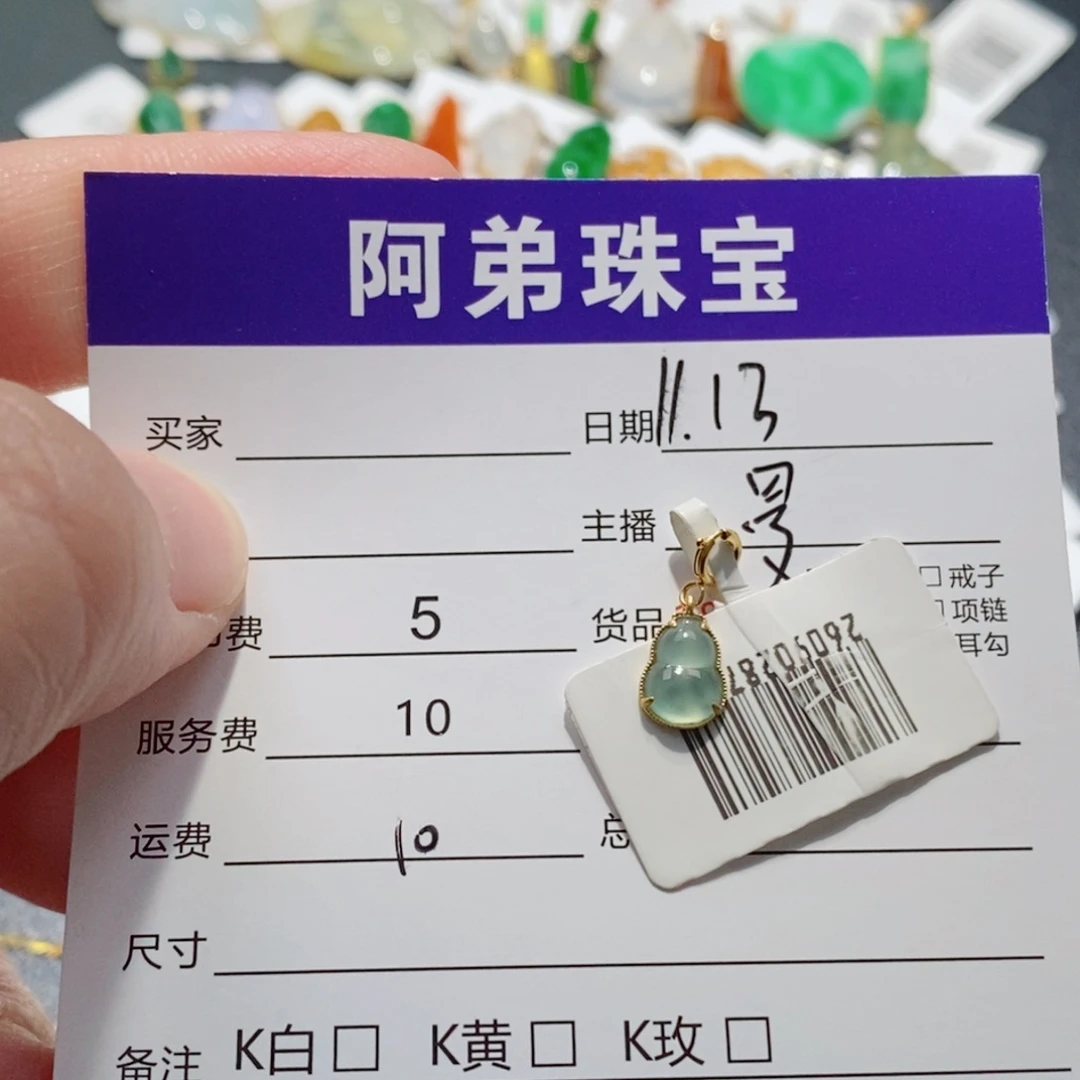 阿弟珠宝
买家 日期 11.13
主播 曼
费 5 货品 戒子
项链
耳勾
服务费 10
运费 10 总
尺寸
备注 K白 □ K黄 □ K玫 □